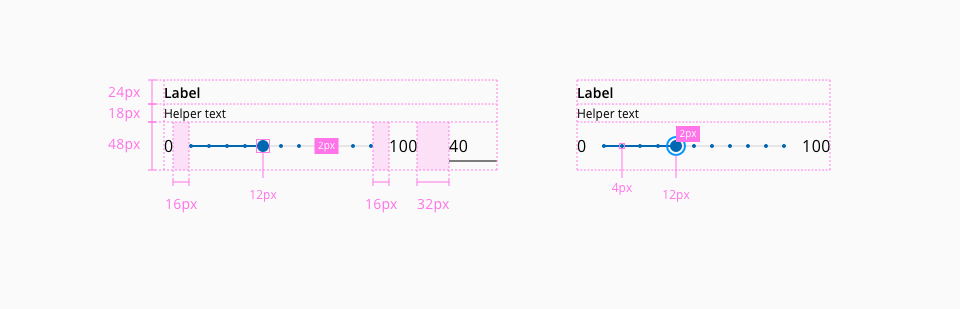 24px
Label
18px
Helper text
48px
0
2px
100
40
12px
16px
16px
32px
Label
Helper text
2px
0
100
4px
12px